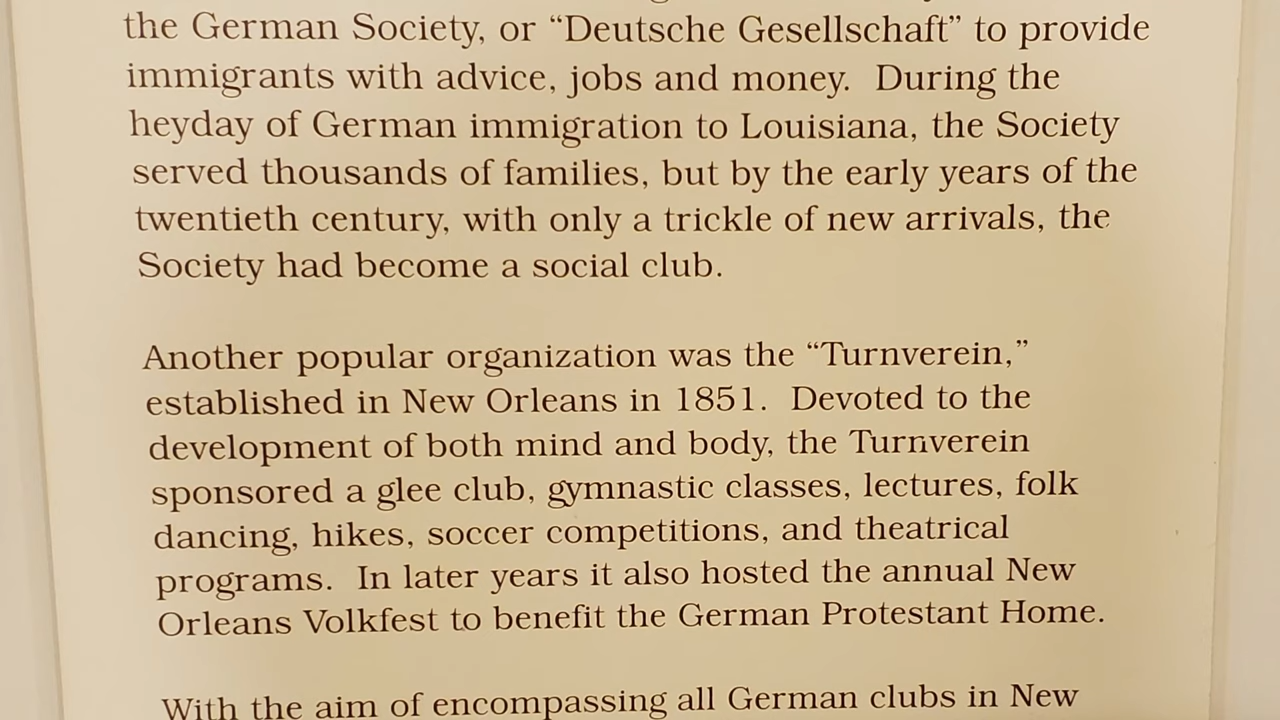 the German Society, or “Deutsche Gesellschaft” to provide
immigrants with advice, jobs and money.  During the
heyday of German immigration to Louisiana, the Society
served thousands of families, but by the early years of the
twentieth century, with only a trickle of new arrivals, the
Society had become a social club.
Another popular organization was the “Turnverein,”
established in New Orleans in 1851.  Devoted to the
development of both mind and body, the Turnverein
sponsored a glee club, gymnastic classes, lectures, folk
dancing, hikes, soccer competitions, and theatrical
programs.  In later years it also hosted the annual New
Orleans Volkfest to benefit the German Protestant Home.
With the aim of encompassing all German clubs in New